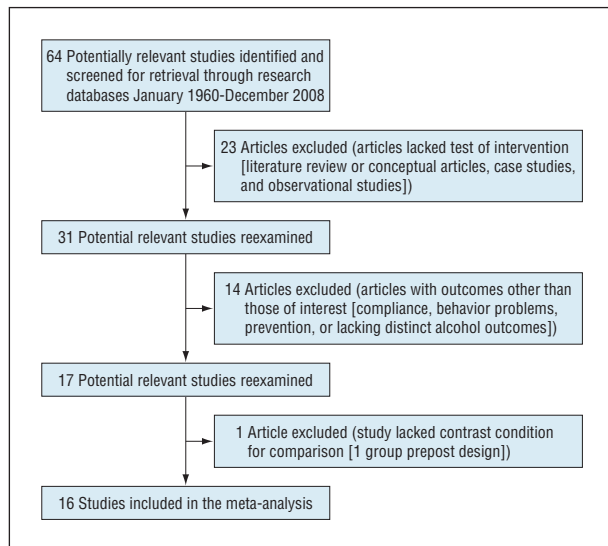 64 Potentially relevant studies identified and
screened for retrieval through research
databases January 1960-December 2008
23 Articles excluded (articles lacked test of intervention
[literature review or conceptual articles, case studies,
and observational studies])
31 Potential relevant studies reexamined
14 Articles excluded (articles with outcomes other than
those of interest [compliance, behavior problems,
prevention, or lacking distinct alcohol outcomes])
17 Potential relevant studies reexamined
1 Article excluded (study lacked contrast condition
for comparison [1 group prepost design])
16 Studies included in the meta-analysis